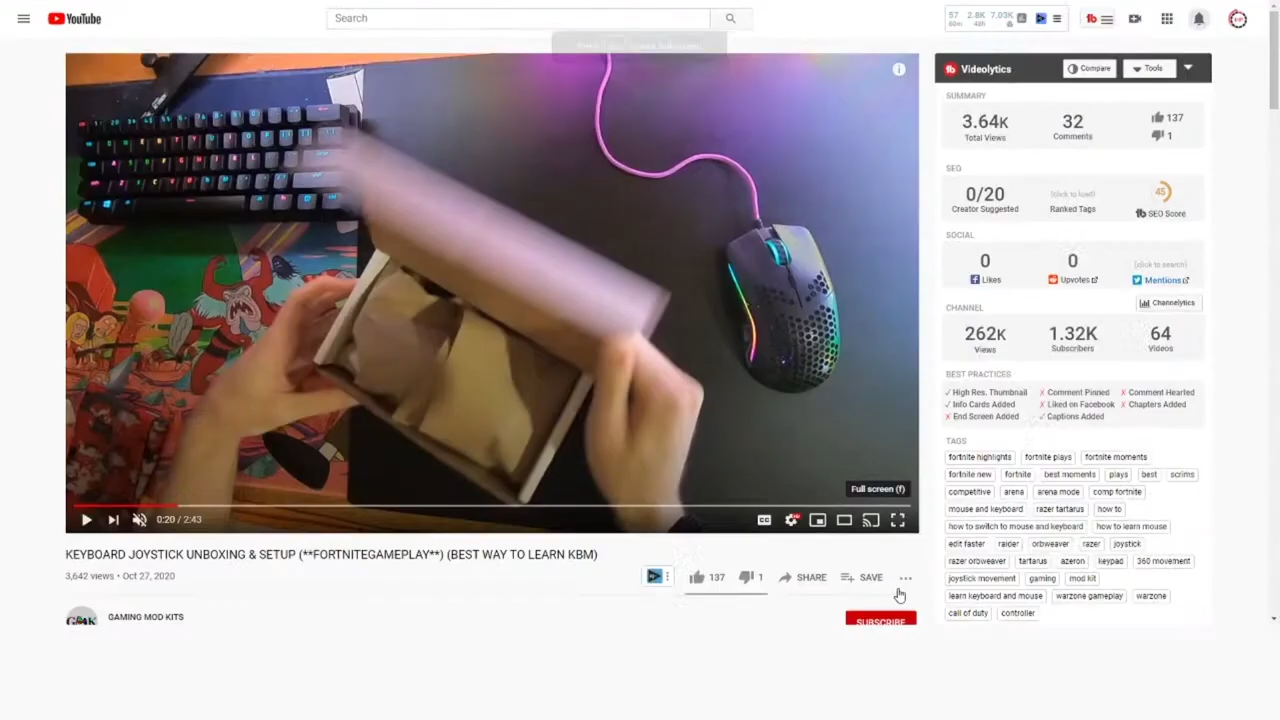 YouTube
Search
57 2.8K 7.03K
60m 48h
Full screen (f)
0:20 / 2:43
KEYBOARD JOYSTICK UNBOXING & SETUP (**FORTNITEGAMEPLAY**) (BEST WAY TO LEARN KBM)
3,642 views • Oct 27, 2020
137 1 SHARE SAVE
GAMING MOD KITS
SUBSCRIBE
Videolytics Compare Tools
SUMMARY
3.64K 32 137
Total Views Comments 1
SEO
0/20 (click to load) 45
Creator Suggested Ranked Tags SEO Score
SOCIAL
0 0 (click to search)
Likes Upvotes Mentions
Channelytics
CHANNEL
262K 1.32K 64
Views Subscribers Videos
BEST PRACTICES
✓ High Res. Thumbnail ✗ Comment Pinned ✗ Comment Hearted
✓ Info Cards Added ✗ Liked on Facebook ✗ Chapters Added
✗ End Screen Added ✓ Captions Added
TAGS
fortnite highlights fortnite plays fortnite moments
fortnite new fortnite best moments plays best scrims
competitive arena arena mode comp fortnite
mouse and keyboard razer tartarus how to
how to switch to mouse and keyboard how to learn mouse
edit faster raider orbweaver razer joystick
razer orbweaver tartarus azeron keypad 360 movement
joystick movement gaming mod kit
learn keyboard and mouse warzone gameplay warzone
call of duty controller